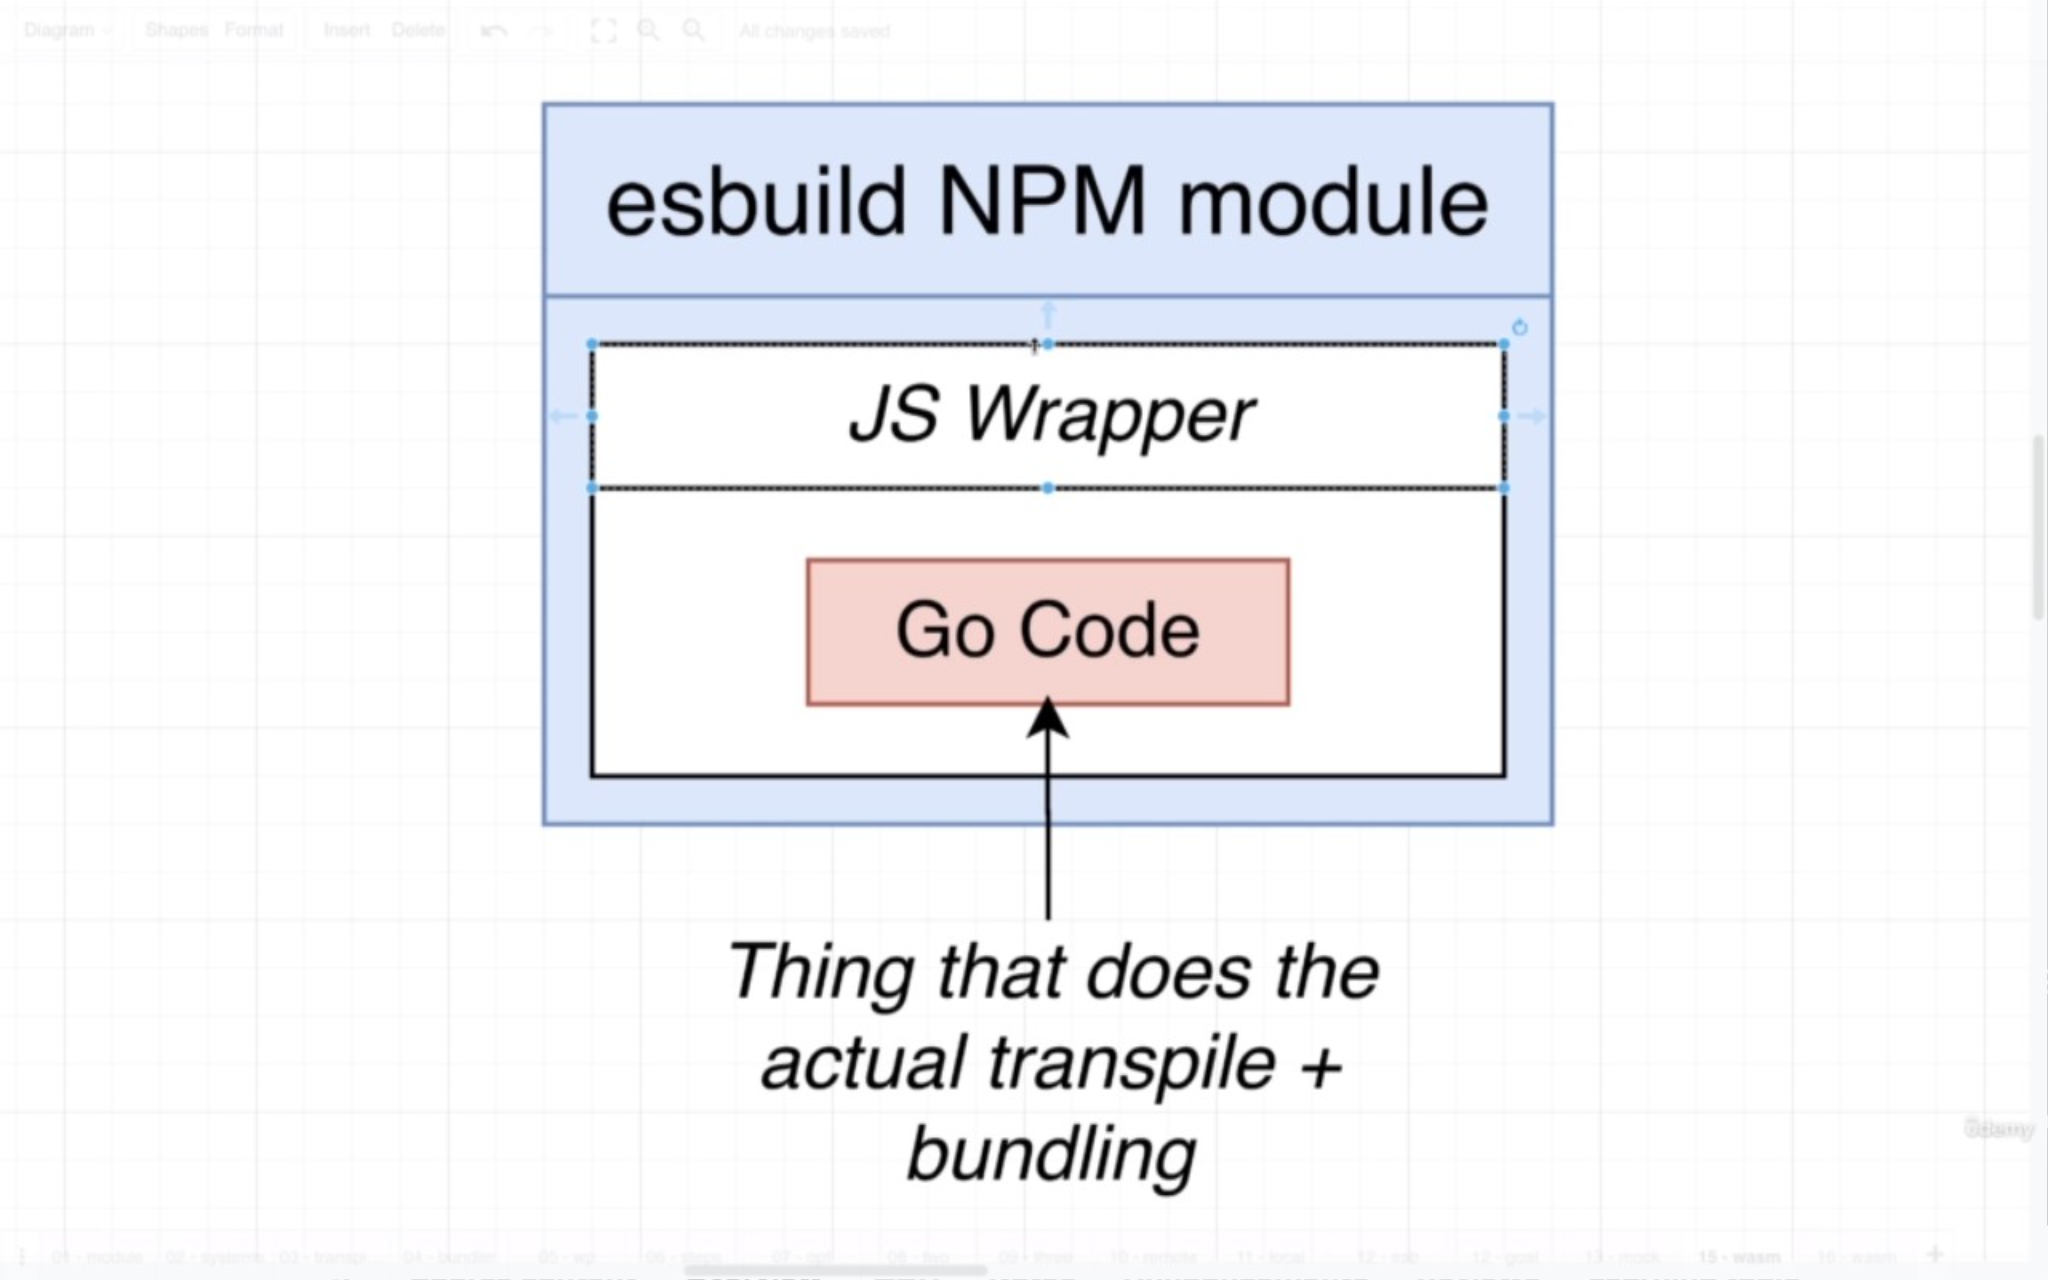 Diagram Shapes Format Insert Delete All changes saved
esbuild NPM module
JS Wrapper
Go Code
Thing that does the
actual transpile +
bundling
ûdemy
01 - module 02 - systems 03 - transpi... 04 - bundler 05 - wp 06 - steps 07 - opt 08 - two 09 - three 10 - remote 11 - local 12 - esb 12 - goal 13 - mock 15 - wasm 16 - wasm